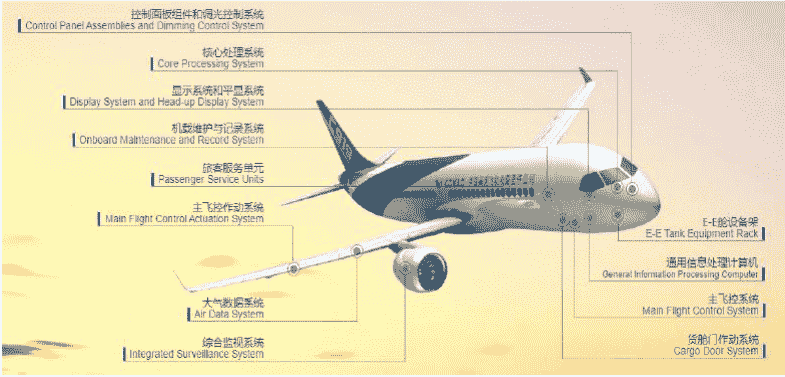 控制面板组件和调光控制系统
Control Panel Assemblies and Dimming Control System
核心处理系统
Core Processing System
显示系统和平显系统
Display System and Head-up Display System
机载维护与记录系统
Onboard Maintenance and Record System
旅客服务单元
Passenger Service Units
主飞控作动系统
Main Flight Control Actuation System
大气数据系统
Air Data System
综合监视系统
Integrated Surveillance System
E-E舱设备架
E-E Tank Equipment Rack
通用信息处理计算机
General Information Processing Computer
主飞控系统
Main Flight Control System
货舱门作动系统
Cargo Door System